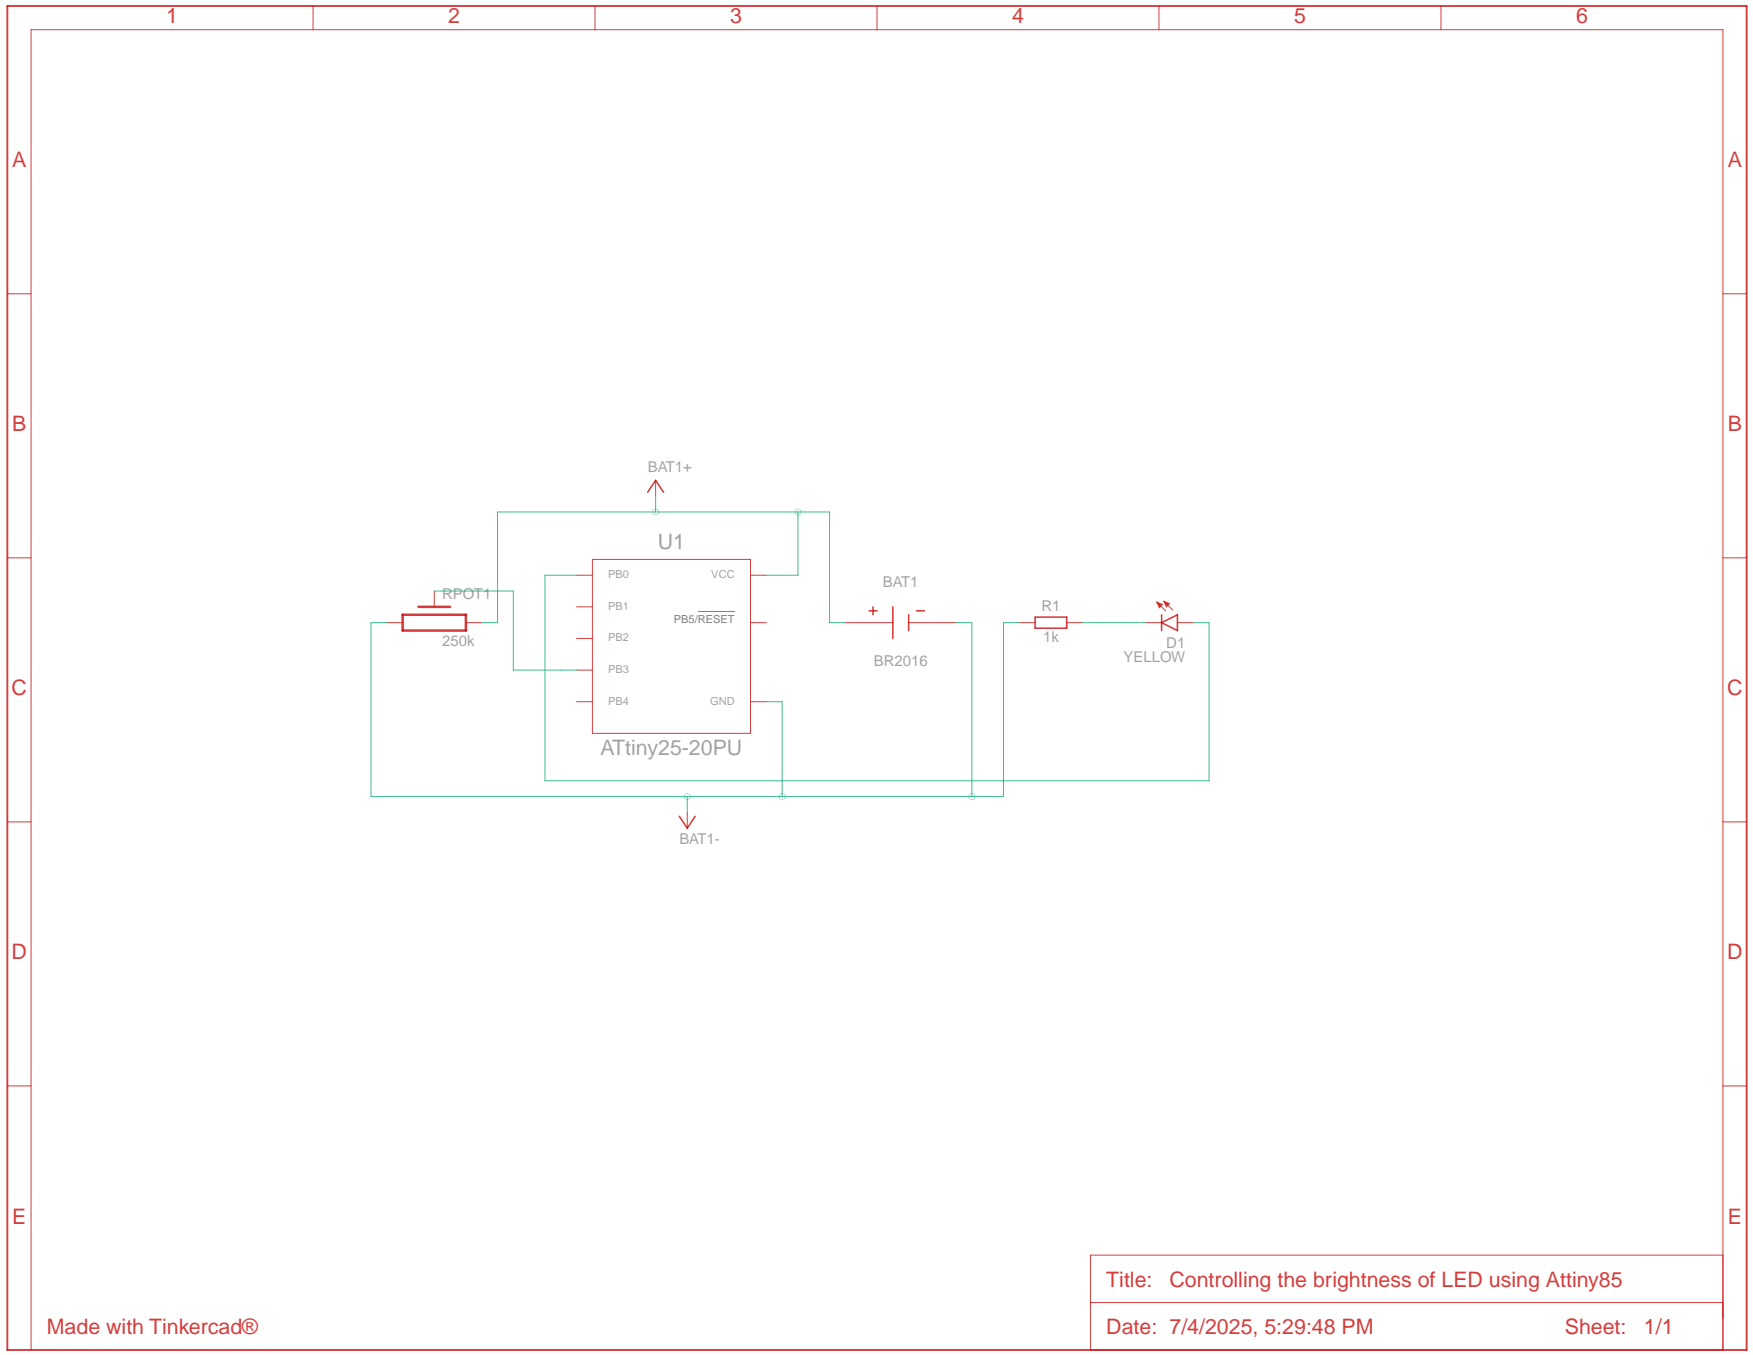 1 2 3 4 5 6
A A
B B
BAT1+
U1
PB0 VCC
BAT1
RPOT1
PB1
R1
+ −
PB5/RESET
250k
PB2
1k
D1
YELLOW
BR2016
PB3
C C
PB4 GND
ATtiny25-20PU
BAT1-
D D
E E
Title: Controlling the brightness of LED using Attiny85
Made with Tinkercad®
Date: 7/4/2025, 5:29:48 PM Sheet: 1/1